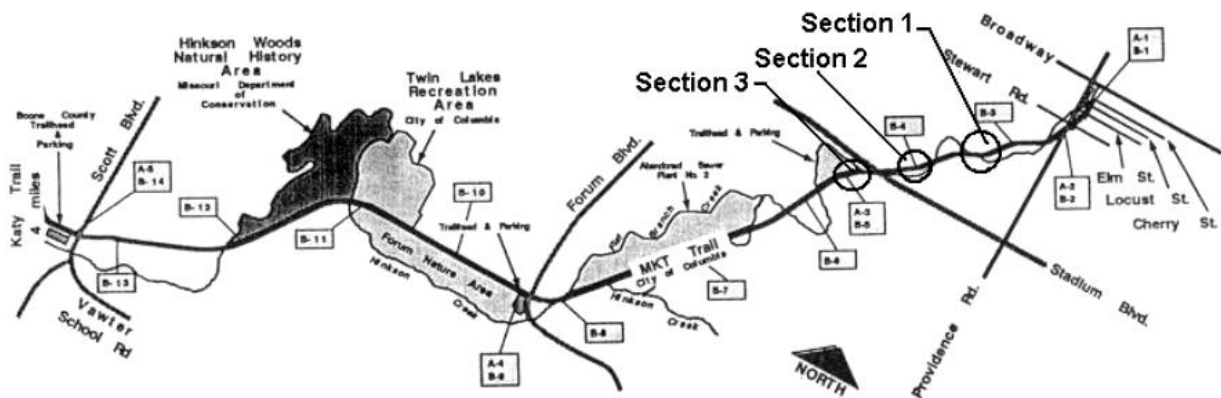 Hinkson Woods
Natural History
Area
Missouri Department
of
Conservation
Twin Lakes
Recreation
Area
City of Columbia
Boone County
Trailhead
&
Parking
Scott Blvd.
Katy Trail
4 miles
A-5
B-14
B-13
Vawter
School Rd
B-12
B-11
B-10
Trailhead & Parking
Forum Nature Area
Hinkson
Creek
A-4
B-9
Forum Blvd.
B-8
Abandoned Sewer
Plant No. 2
Flat Branch Creek
MKT Trail
City of Columbia
B-7
Hinkson
Creek
Trailhead & Parking
B-6
A-3
B-5
Section 3
Section 2
Section 1
B-4
B-3
Stewart Rd.
Broadway
A-1
B-1
A-2
B-2
Elm St.
Locust St.
Cherry St.
Stadium Blvd.
Providence Rd.
NORTH